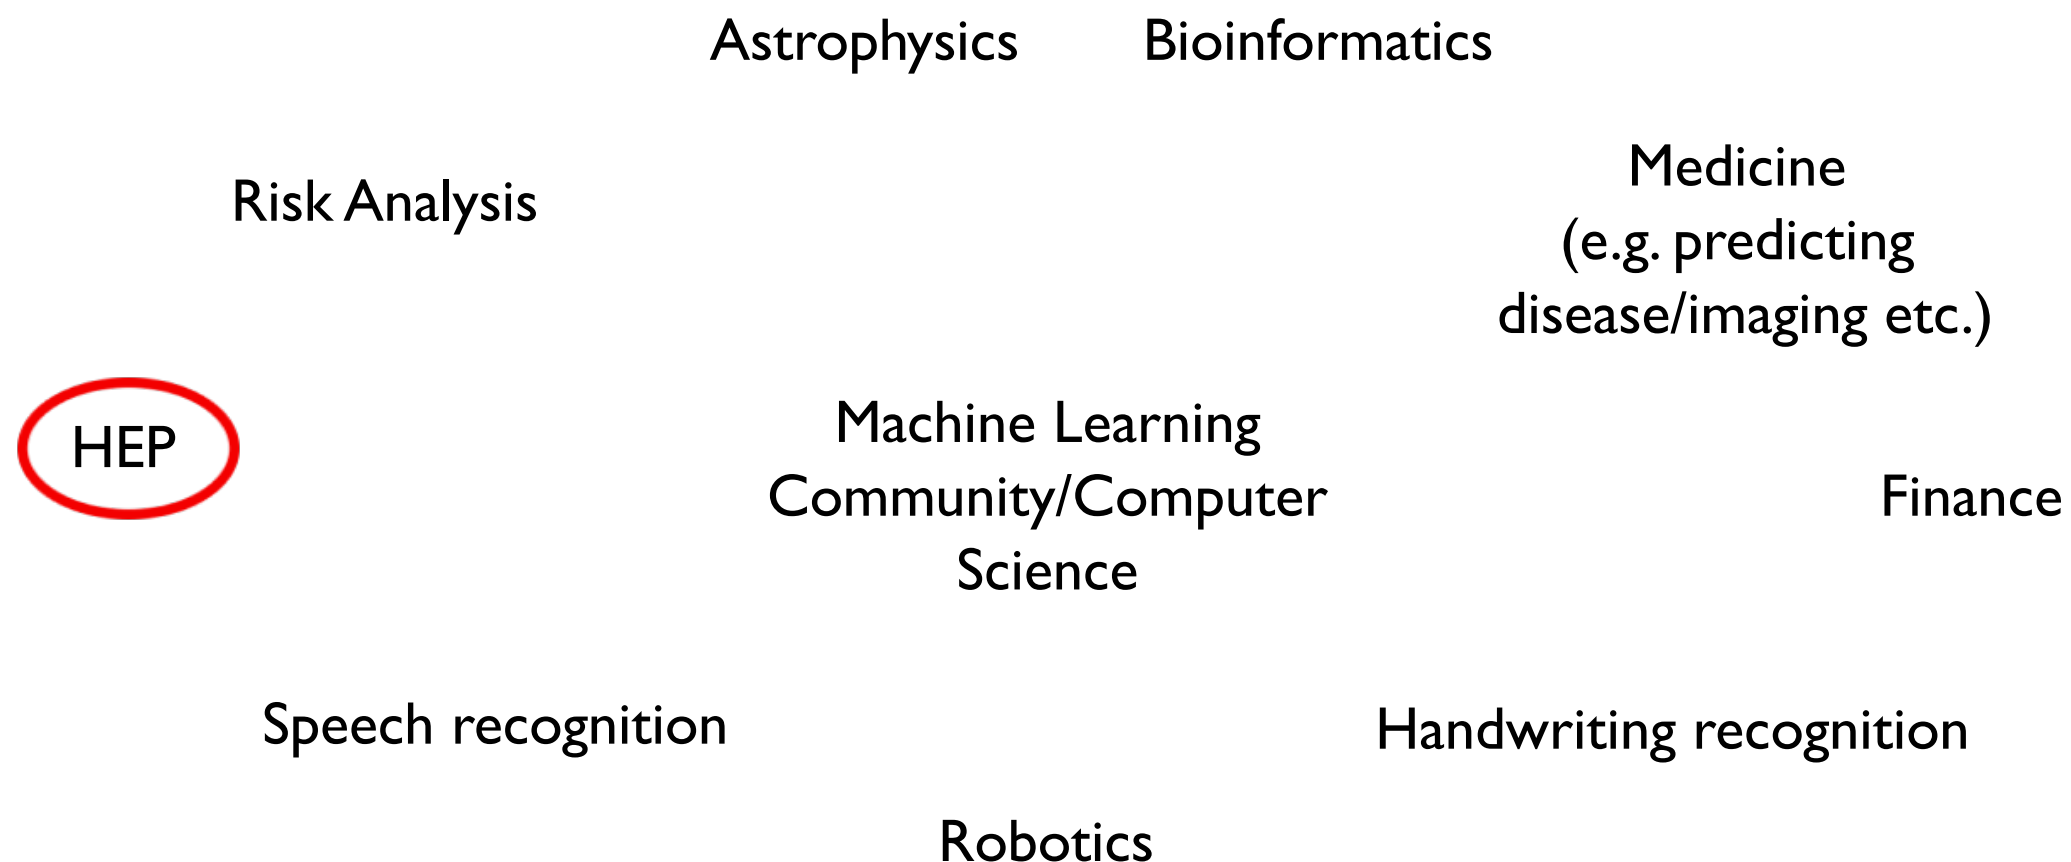 Astrophysics
Bioinformatics
Risk Analysis
Medicine
(e.g. predicting
disease/imaging etc.)
HEP
Machine Learning
Community/Computer
Science
Finance
Speech recognition
Handwriting recognition
Robotics